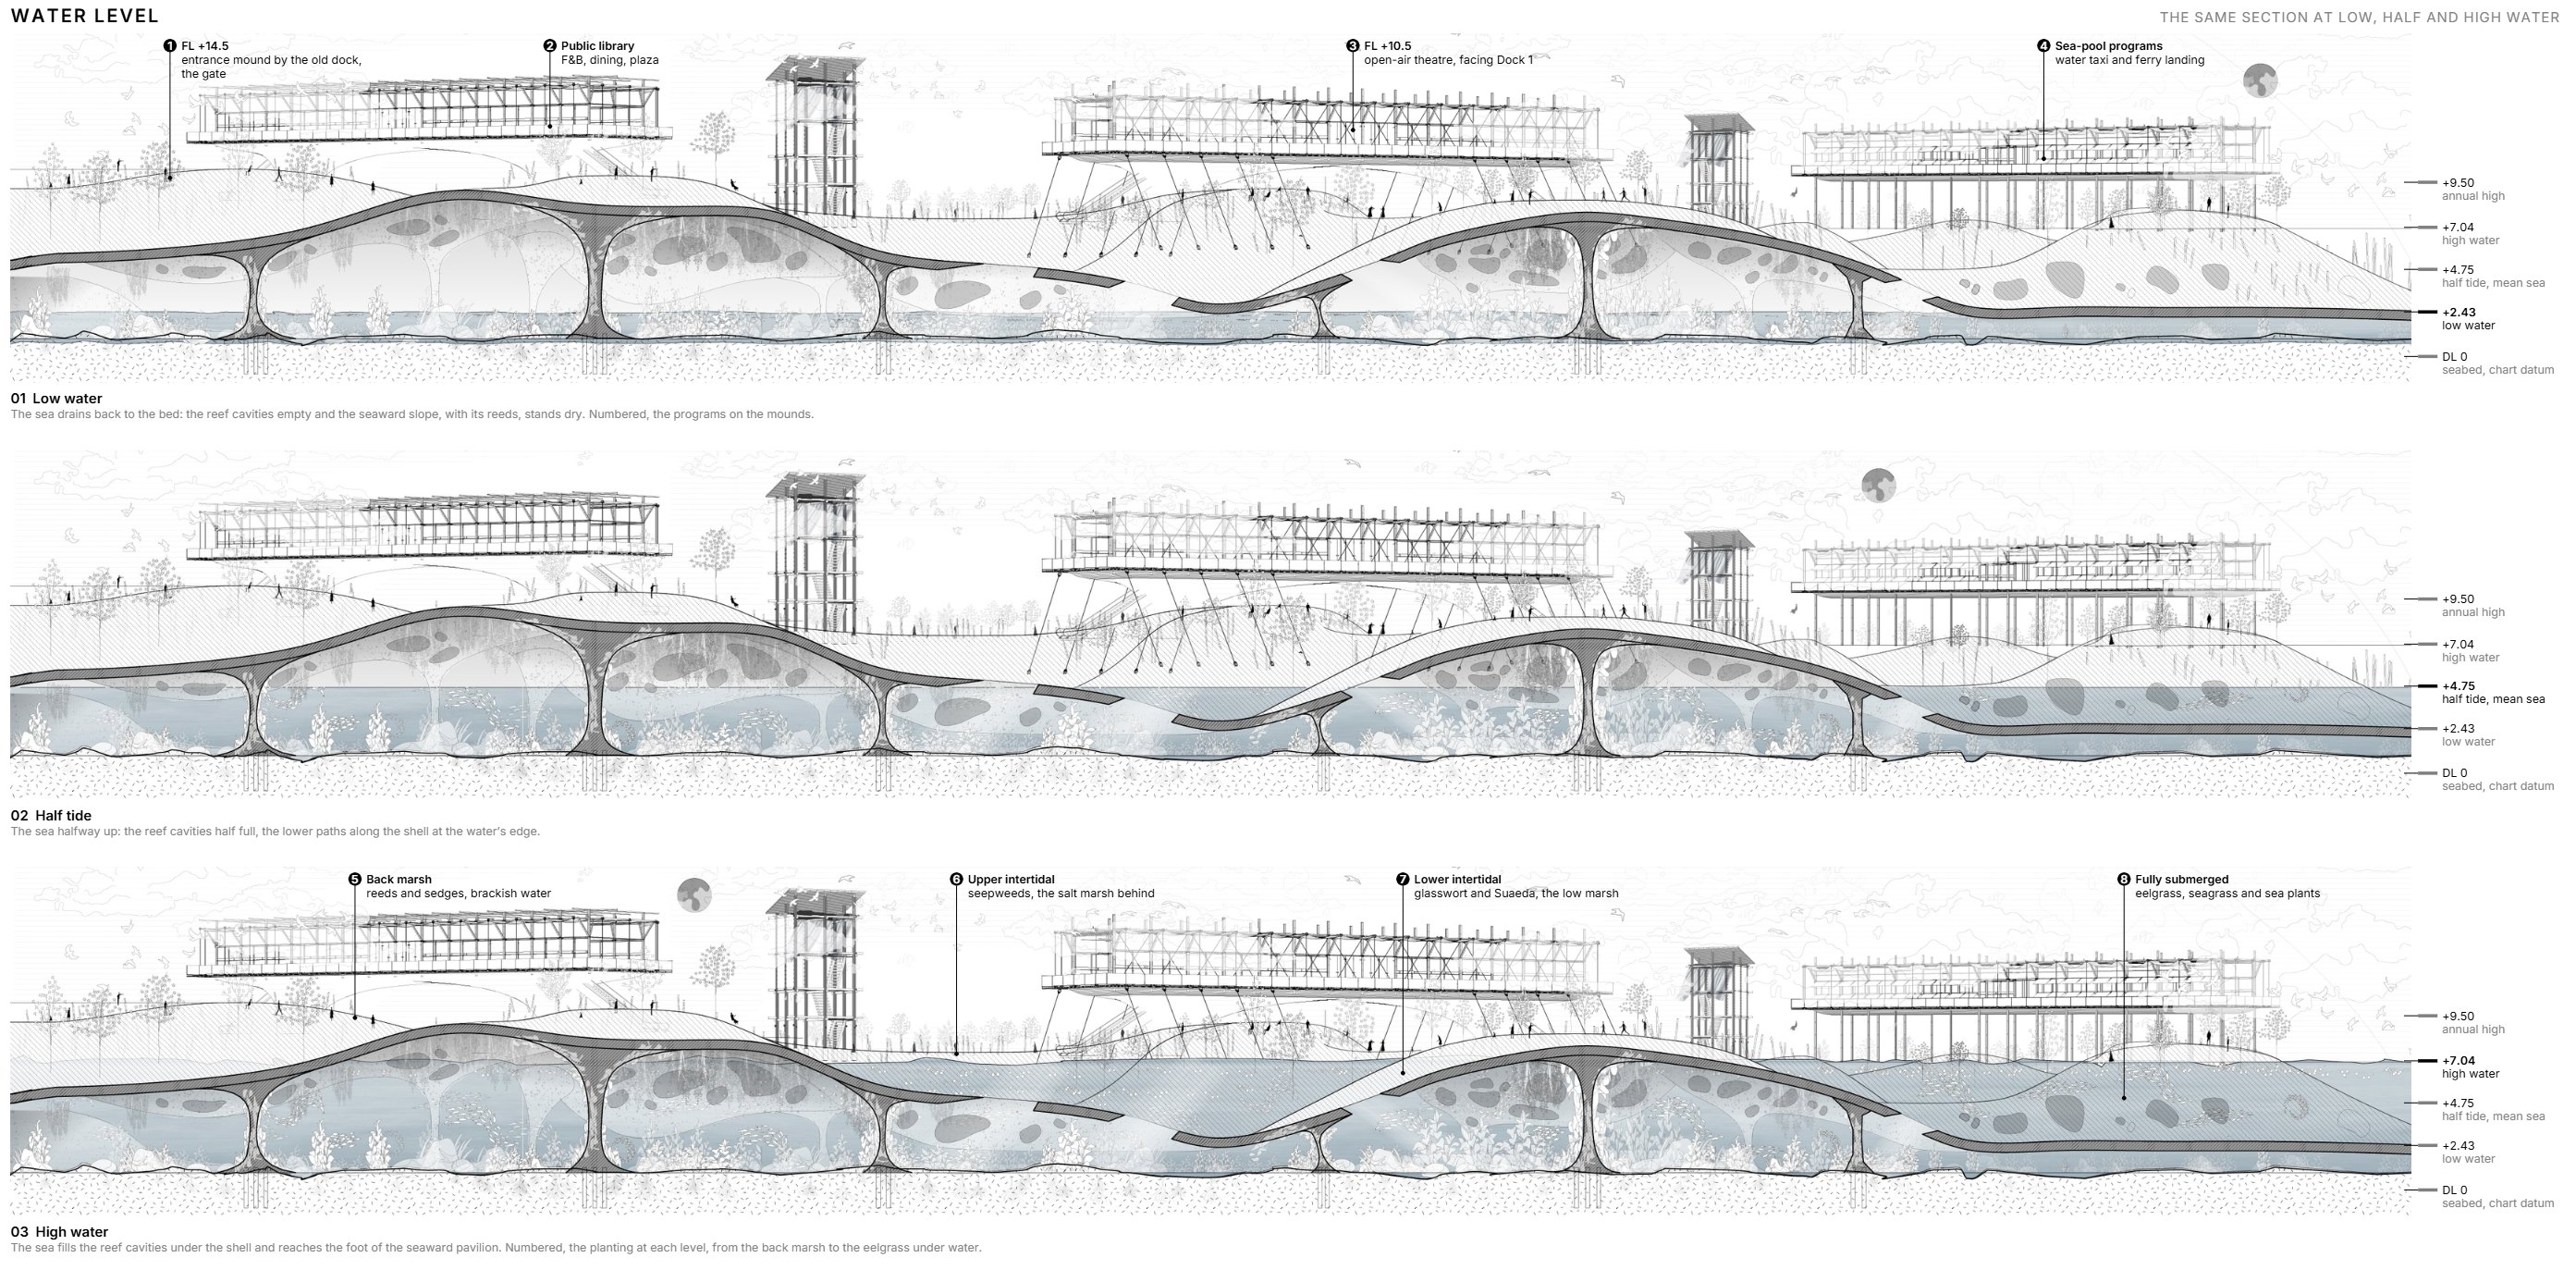 WATER LEVEL
THE SAME SECTION AT LOW, HALF AND HIGH WATER
1 FL +14.5
entrance mound by the old dock,
the gate
2 Public library
F&B, dining, plaza
3 FL +10.5
open-air theatre, facing Dock 1
4 Sea-pool programs
water taxi and ferry landing
+9.50
annual high
+7.04
high water
+4.75
half tide, mean sea
+2.43
low water
DL 0
seabed, chart datum
01 Low water
The sea drains back to the bed: the reef cavities empty and the seaward slope, with its reeds, stands dry. Numbered, the programs on the mounds.
+9.50
annual high
+7.04
high water
+4.75
half tide, mean sea
+2.43
low water
DL 0
seabed, chart datum
02 Half tide
The sea halfway up: the reef cavities half full, the lower paths along the shell at the water's edge.
5 Back marsh
reeds and sedges, brackish water
6 Upper intertidal
seepweeds, the salt marsh behind
7 Lower intertidal
glasswort and Suaeda, the low marsh
8 Fully submerged
eelgrass, seagrass and sea plants
+9.50
annual high
+7.04
high water
+4.75
half tide, mean sea
+2.43
low water
DL 0
seabed, chart datum
03 High water
The sea fills the reef cavities under the shell and reaches the foot of the seaward pavilion. Numbered, the planting at each level, from the back marsh to the eelgrass under water.